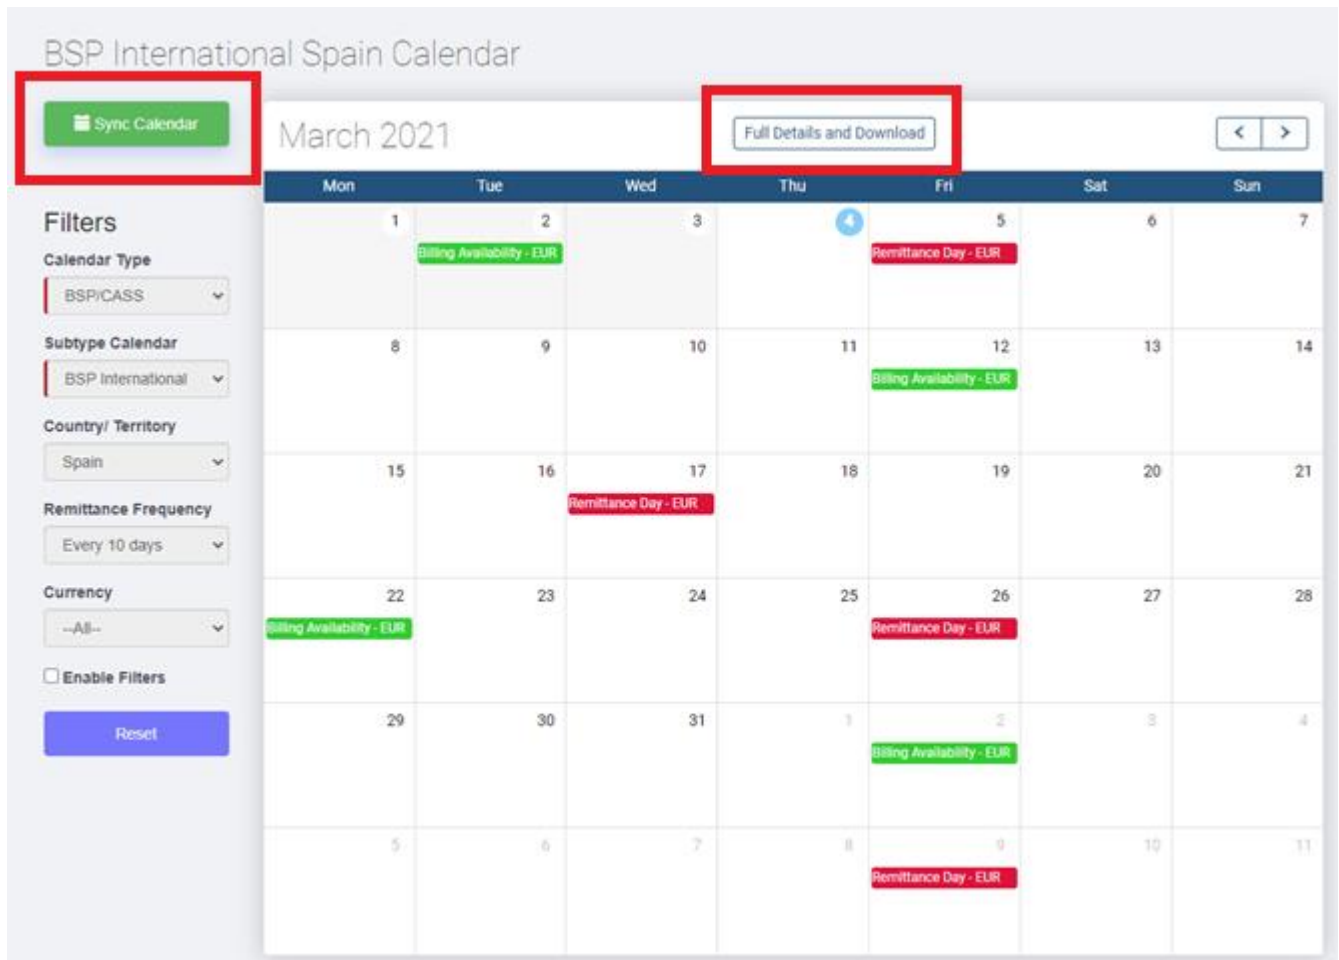 BSP International Spain Calendar
Sync Calendar
March 2021
Full Details and Download
< >
Mon Tue Wed Thu Fri Sat Sun
Filters
Calendar Type
BSP/CASS
Subtype Calendar
BSP International
Country/ Territory
Spain
Remittance Frequency
Every 10 days
Currency
--All--
Enable Filters
Reset
1 2 3 4 5 6 7
Billing Availability - EUR Remittance Day - EUR
8 9 10 11 12 13 14
Billing Availability - EUR
15 16 17 18 19 20 21
Remittance Day - EUR
22 23 24 25 26 27 28
Billing Availability - EUR Remittance Day - EUR
29 30 31 1 2 3 4
Billing Availability - EUR
5 6 7 8 9 10 11
Remittance Day - EUR